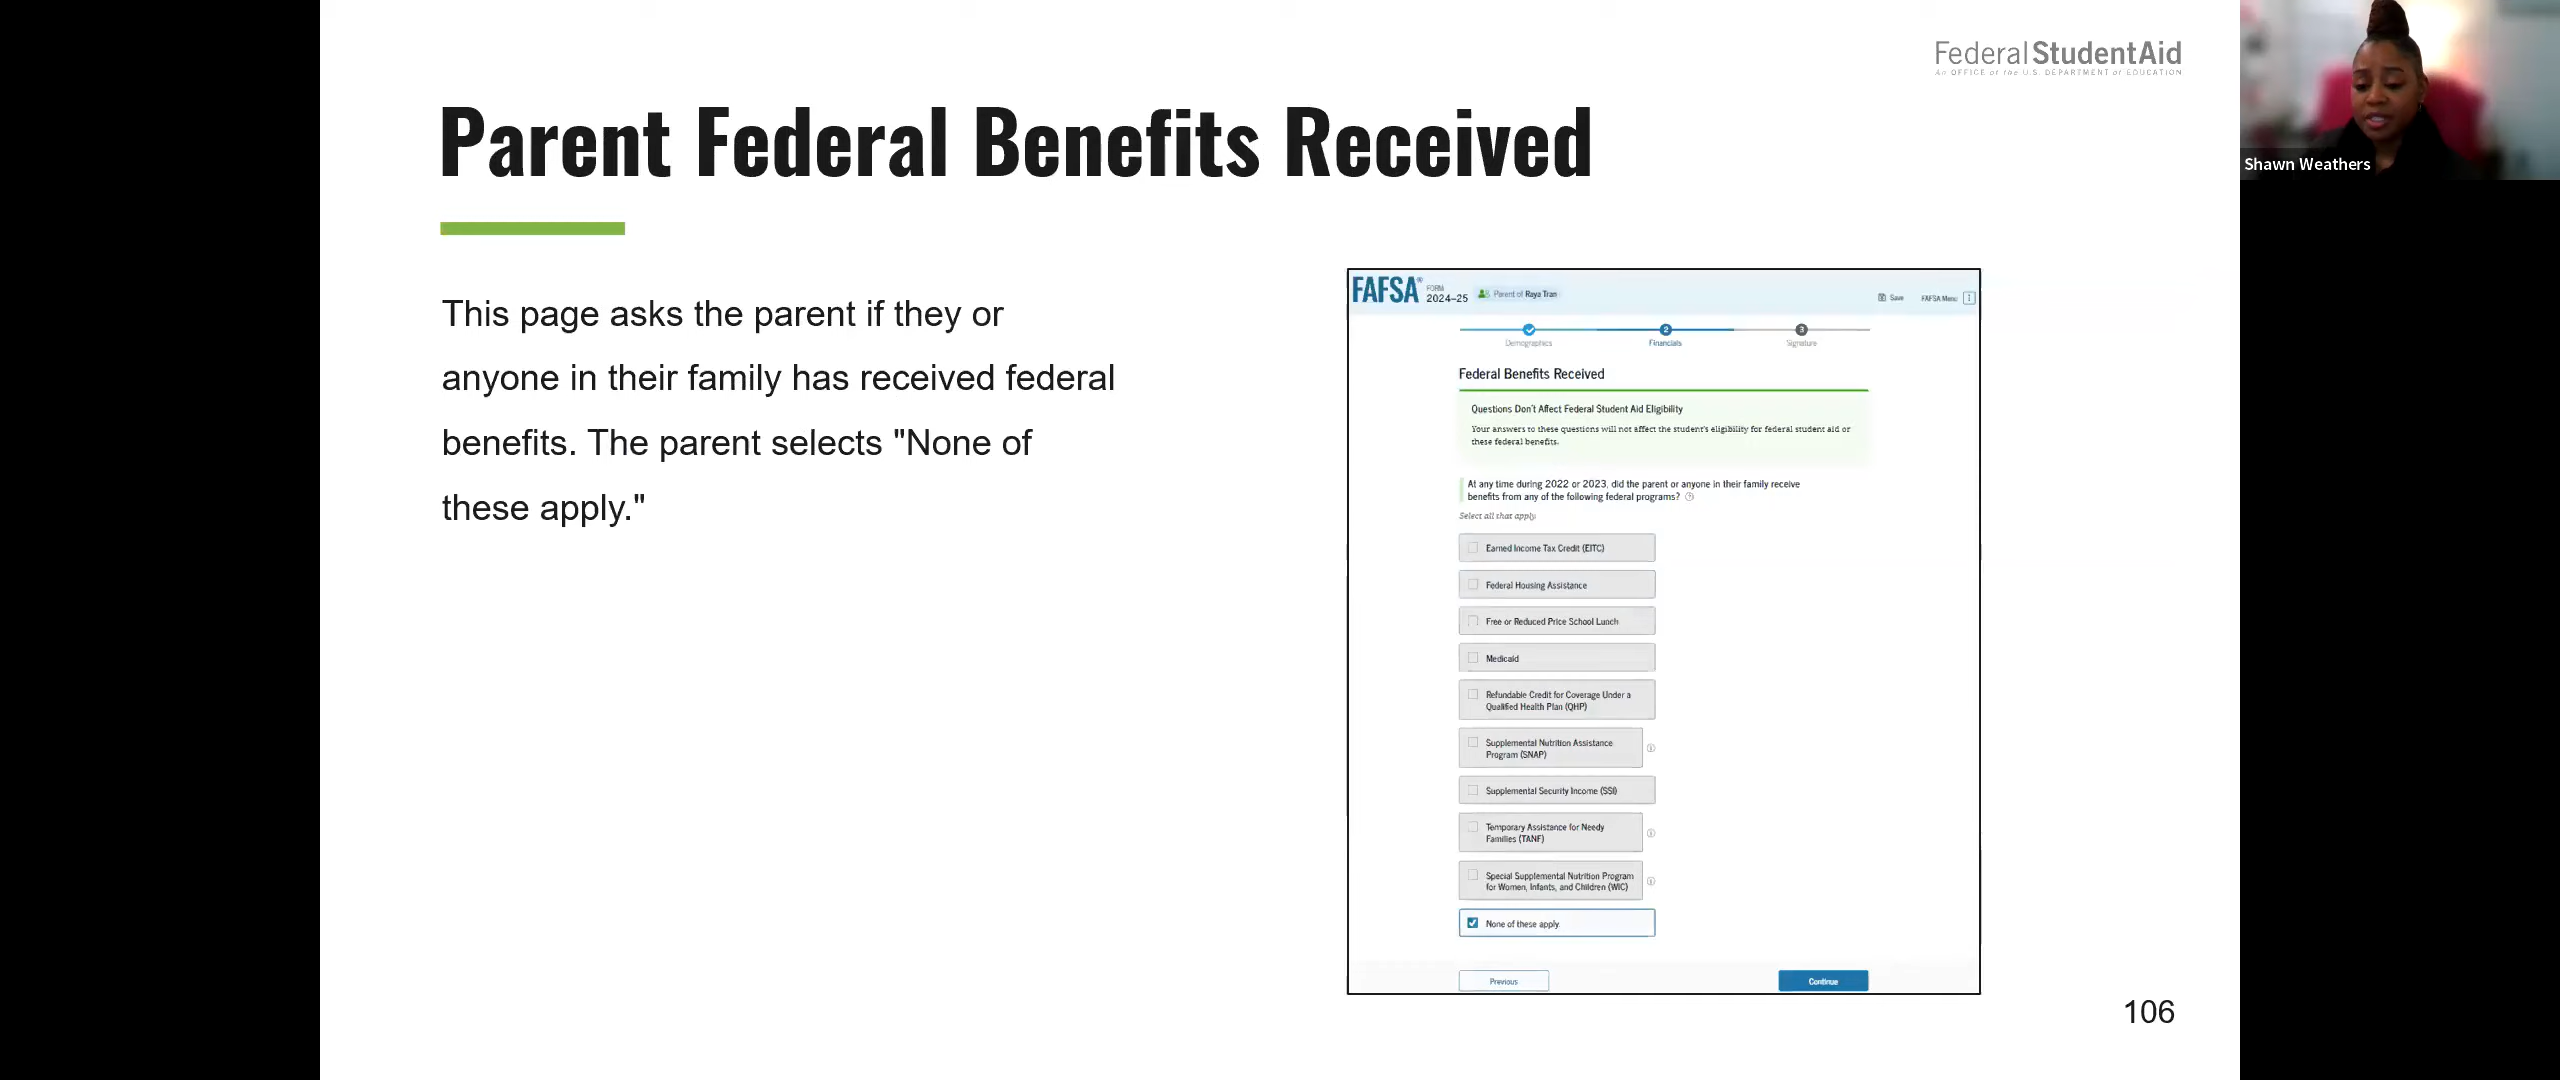 Federal StudentAid
An OFFICE of the U.S. DEPARTMENT of EDUCATION
Shawn Weathers
Parent Federal Benefits Received
This page asks the parent if they or
anyone in their family has received federal
benefits. The parent selects "None of
these apply."
FAFSA®
FORM
2024–25
Parent of Raya Tran
Save
FAFSA Menu
2
3
Demographics
Financials
Signature
Federal Benefits Received
Questions Don't Affect Federal Student Aid Eligibility
Your answers to these questions will not affect the student's eligibility for federal student aid or
these federal benefits.
At any time during 2022 or 2023, did the parent or anyone in their family receive
benefits from any of the following federal programs?
Select all that apply
Earned Income Tax Credit (EITC)
Federal Housing Assistance
Free or Reduced Price School Lunch
Medicaid
Refundable Credit for Coverage Under a
Qualified Health Plan (QHP)
Supplemental Nutrition Assistance
Program (SNAP)
Supplemental Security Income (SSI)
Temporary Assistance for Needy
Families (TANF)
Special Supplemental Nutrition Program
for Women, Infants, and Children (WIC)
None of these apply
Previous
Continue
106